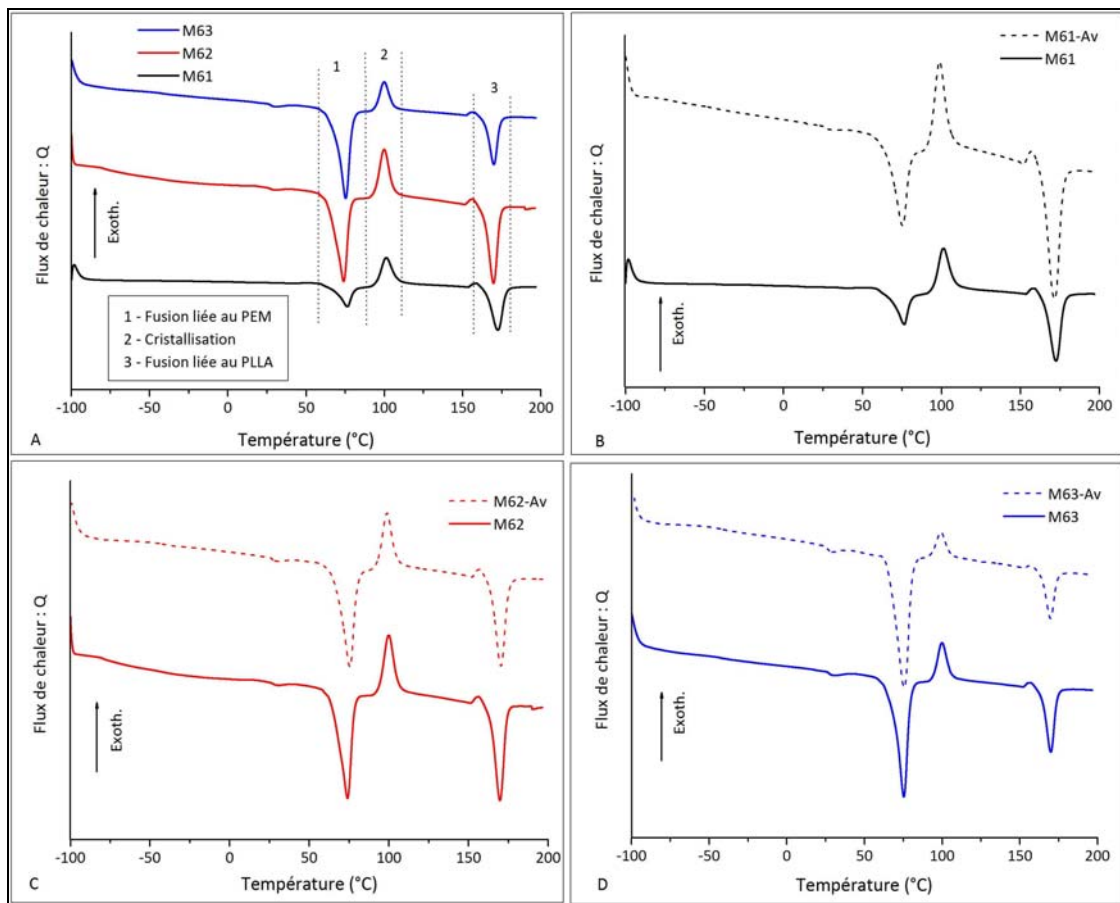 M63
M62
M61
1
2
3
Flux de chaleur : Q
Exoth.
1 - Fusion liée au PEM
2 - Cristallisation
3 - Fusion liée au PLLA
-100 -50 0 50 100 150 200
Température (°C)
A
M61-Av
M61
Flux de chaleur : Q
Exoth.
-100 -50 0 50 100 150 200
Température (°C)
B
M62-Av
M62
Flux de chaleur : Q
Exoth.
-100 -50 0 50 100 150 200
Température (°C)
C
M63-Av
M63
Flux de chaleur : Q
Exoth.
-100 -50 0 50 100 150 200
Température (°C)
D